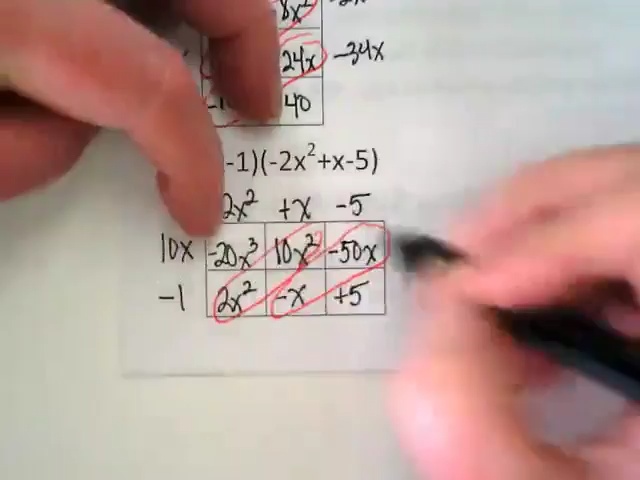 8x²
24x -34x
40
-1)(-2x²+x-5)
2x² +x -5
10x -20x³ 10x² -50x
-1 2x² -x +5